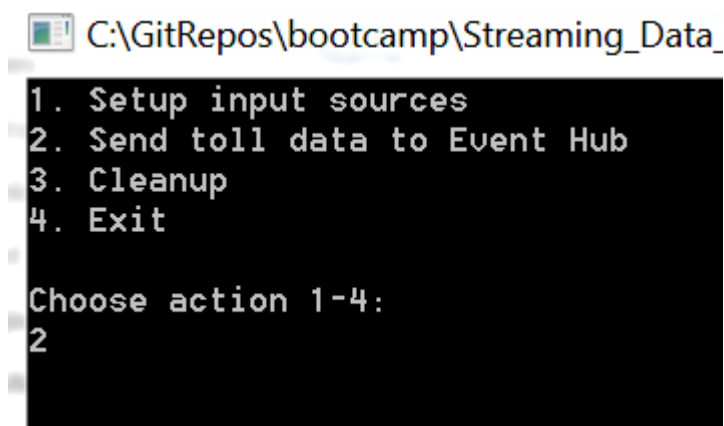 C:\GitRepos\bootcamp\Streaming_Data_
1. Setup input sources
2. Send toll data to Event Hub
3. Cleanup
4. Exit
Choose action 1-4:
2